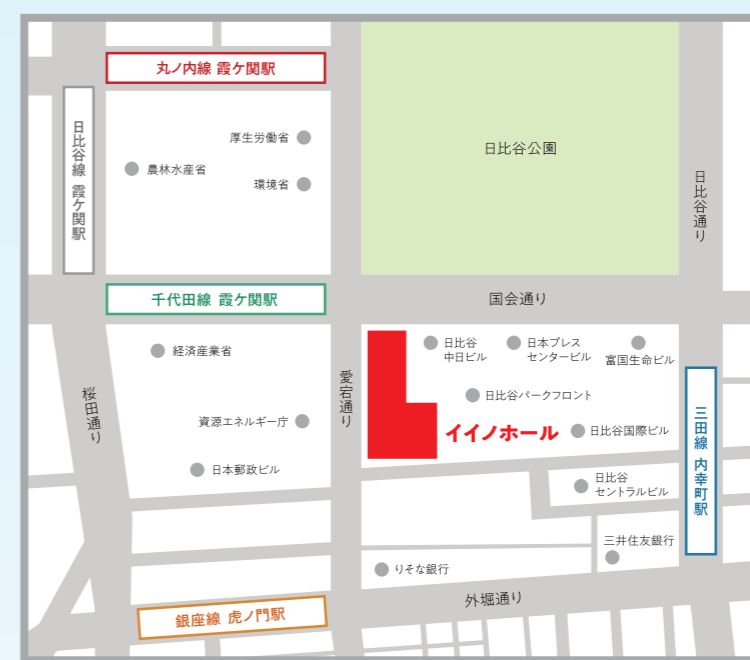 丸ノ内線 霞ケ関駅
日比谷線 霞ケ関駅
厚生労働省
農林水産省
環境省
日比谷公園
日比谷通り
千代田線 霞ケ関駅
国会通り
経済産業省
桜田通り
資源エネルギー庁
日本郵政ビル
愛宕通り
日比谷
中日ビル
日本プレス
センタービル
富国生命ビル
日比谷パークフロント
イイノホール
日比谷国際ビル
三田線 内幸町駅
日比谷
セントラルビル
三井住友銀行
りそな銀行
外堀通り
銀座線 虎ノ門駅